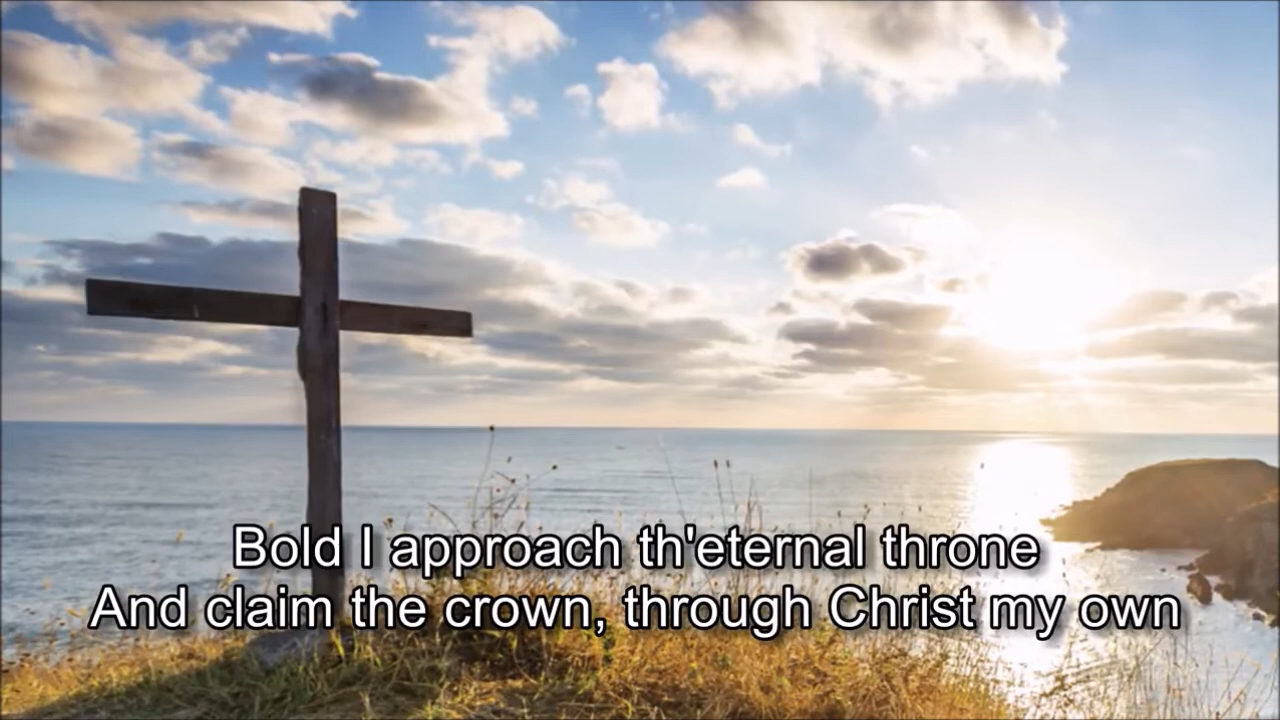 Bold I approach th'eternal throne
And claim the crown, through Christ my own